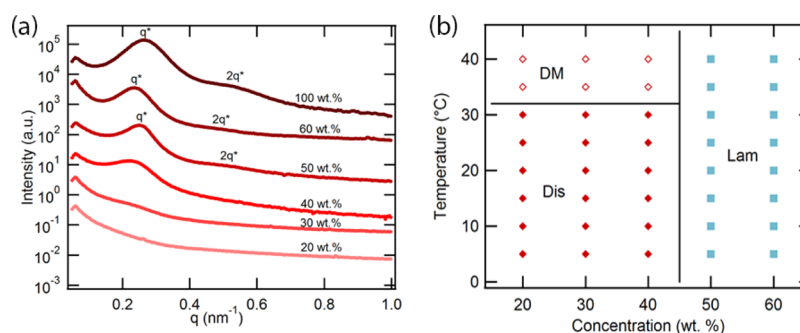 (a)
Intensity (a.u.)
10^5
10^4
10^3
10^2
10^1
10^0
10^-1
10^-2
10^-3
q*
2q*
100 wt.%
q*
2q*
60 wt.%
q*
2q*
50 wt.%
40 wt.%
30 wt.%
20 wt.%
0.2
0.4
0.6
0.8
1.0
q (nm^-1)
(b)
Temperature (°C)
40
30
20
10
0
DM
Dis
Lam
20
30
40
50
60
Concentration (wt. %)